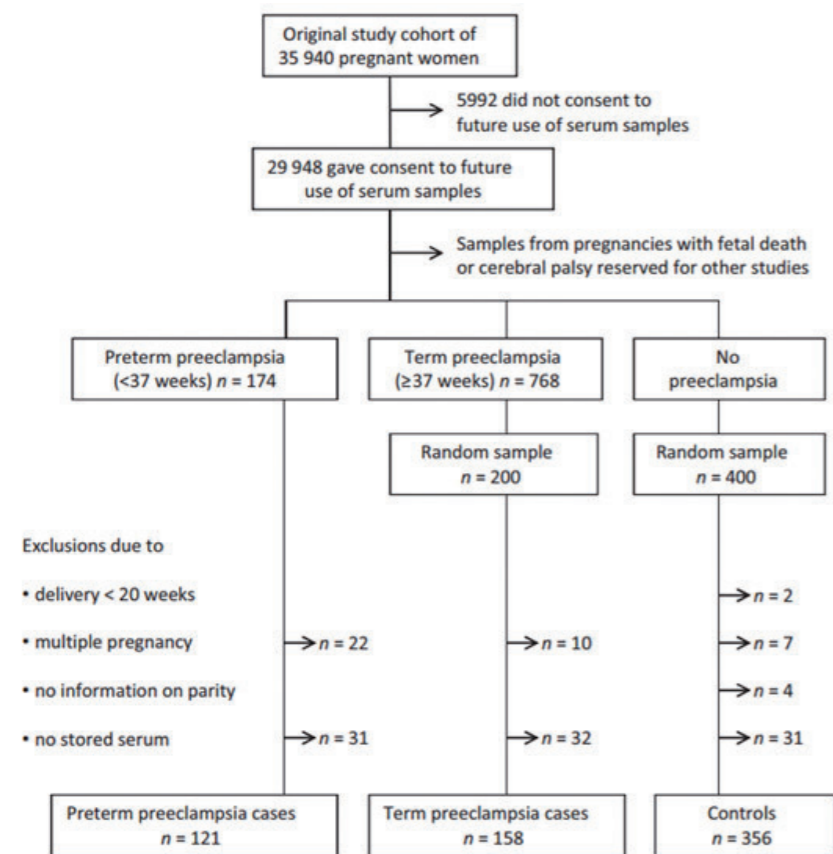 Original study cohort of
35 940 pregnant women
5992 did not consent to
future use of serum samples
29 948 gave consent to future
use of serum samples
Samples from pregnancies with fetal death
or cerebral palsy reserved for other studies
Preterm preeclampsia
(<37 weeks) n = 174
Term preeclampsia
(≥37 weeks) n = 768
No
preeclampsia
Random sample
n = 200
Random sample
n = 400
Exclusions due to
• delivery < 20 weeks
n = 2
• multiple pregnancy
n = 22
n = 10
n = 7
• no information on parity
n = 4
• no stored serum
n = 31
n = 32
n = 31
Preterm preeclampsia cases
n = 121
Term preeclampsia cases
n = 158
Controls
n = 356